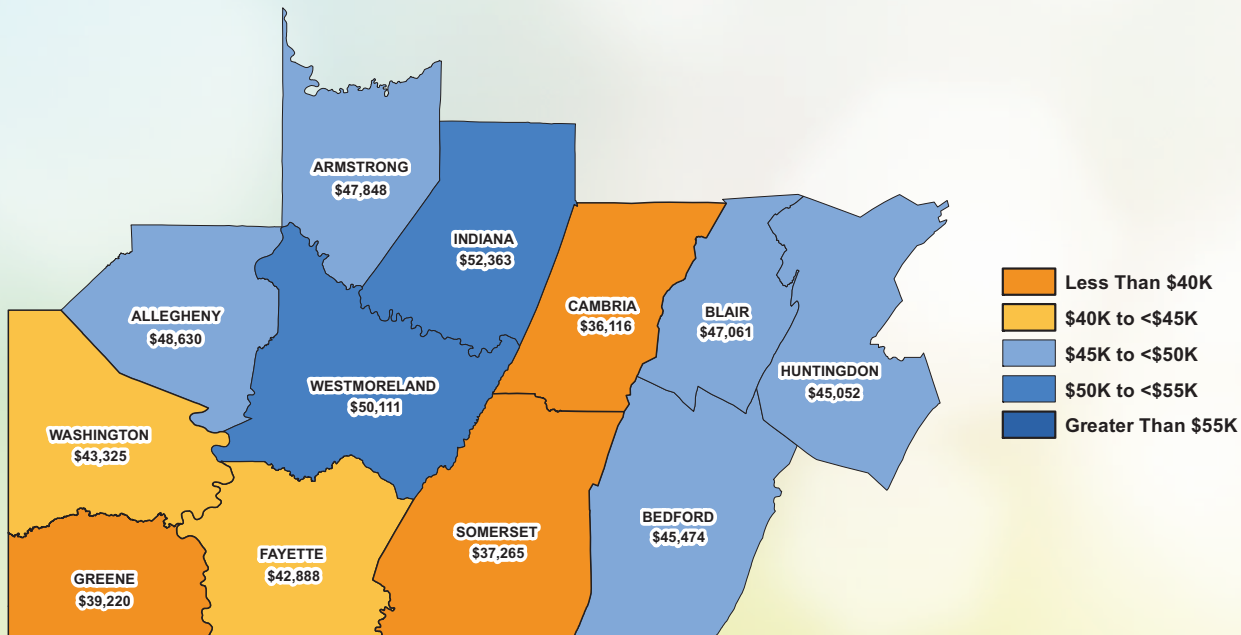 ARMSTRONG
$47,848
INDIANA
$52,363
ALLEGHENY
$48,630
CAMBRIA
$36,116
BLAIR
$47,061
HUNTINGDON
$45,052
WESTMORELAND
$50,111
WASHINGTON
$43,325
SOMERSET
$37,265
BEDFORD
$45,474
FAYETTE
$42,888
GREENE
$39,220
Less Than $40K
$40K to <$45K
$45K to <$50K
$50K to <$55K
Greater Than $55K